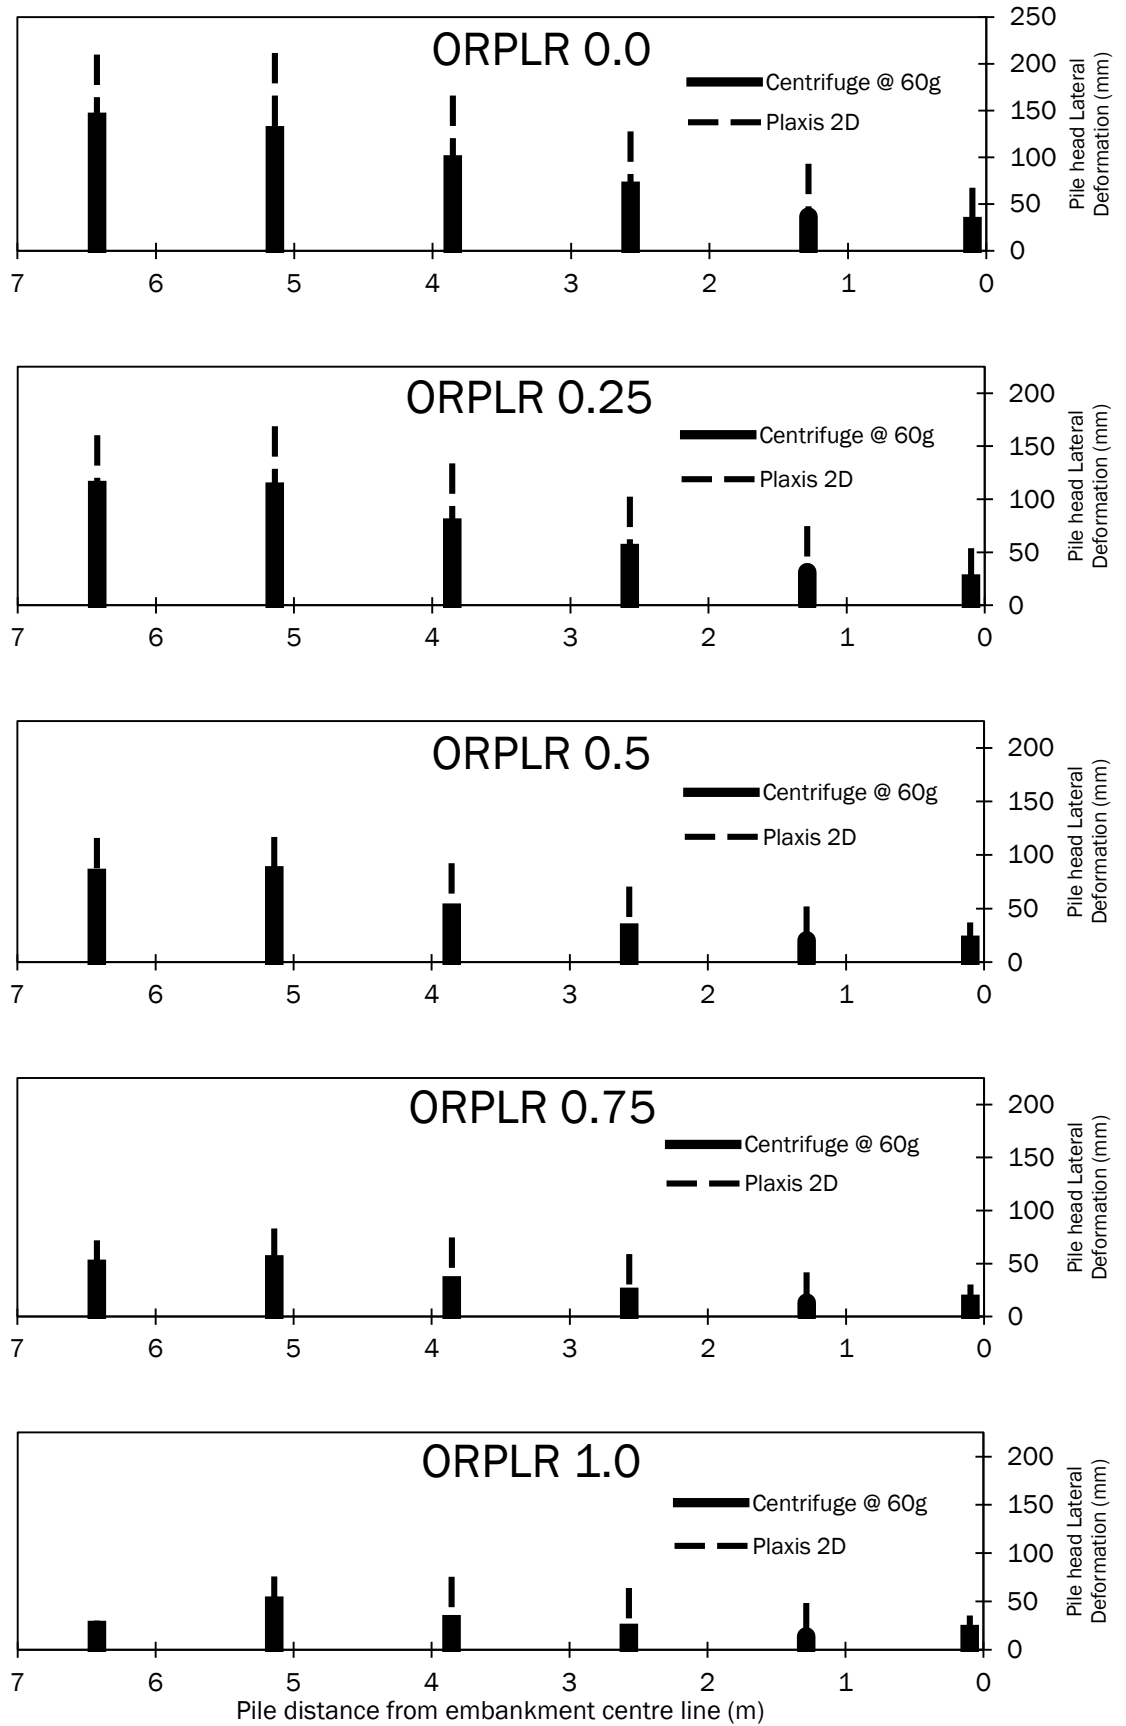 ORPLR 0.0
Centrifuge @ 60g
Plaxis 2D
250
200
150
100
50
0
Pile head Lateral
Deformation (mm)
7 6 5 4 3 2 1 0
ORPLR 0.25
Centrifuge @ 60g
Plaxis 2D
200
150
100
50
0
Pile head Lateral
Deformation (mm)
7 6 5 4 3 2 1 0
ORPLR 0.5
Centrifuge @ 60g
Plaxis 2D
200
150
100
50
0
Pile head Lateral
Deformation (mm)
7 6 5 4 3 2 1 0
ORPLR 0.75
Centrifuge @ 60g
Plaxis 2D
200
150
100
50
0
Pile head Lateral
Deformation (mm)
7 6 5 4 3 2 1 0
ORPLR 1.0
Centrifuge @ 60g
Plaxis 2D
200
150
100
50
0
Pile head Lateral
Deformation (mm)
7 6 5 4 3 2 1 0
Pile distance from embankment centre line (m)